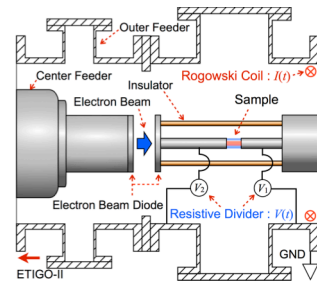 Outer Feeder
Center Feeder
Insulator
Rogowski Coil : I(t)
Electron Beam
Sample
V₂
V₁
Electron Beam Diode
Resistive Divider : V(t)
GND
ETIGO-II